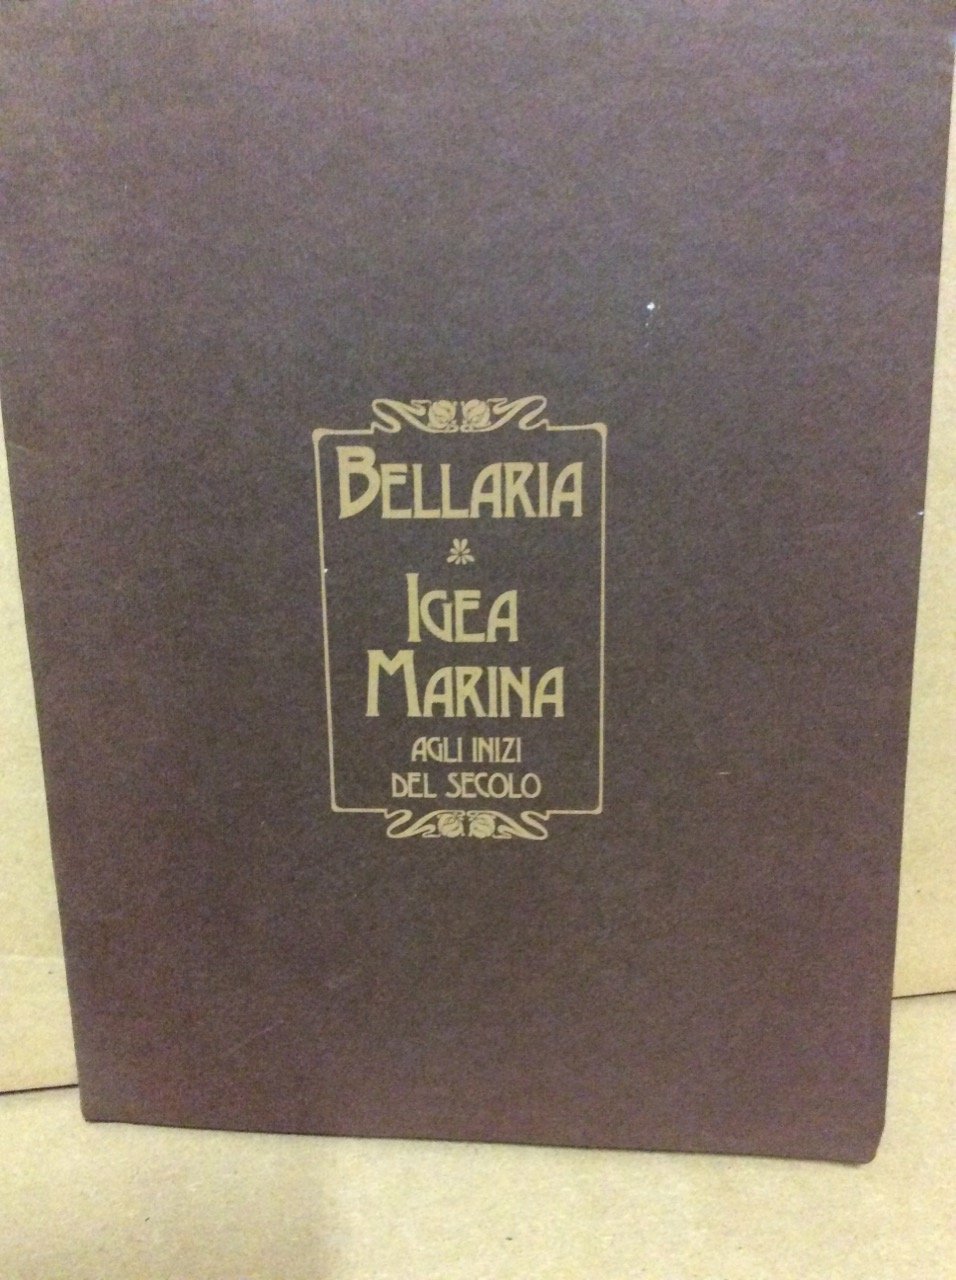 BELLARIA
IGEA
MARINA
AGLI INIZI
DEL SECOLO